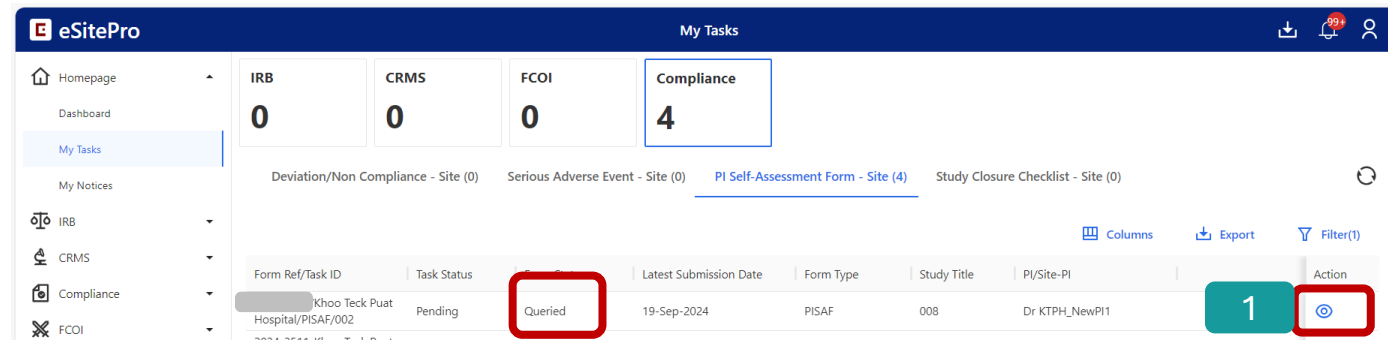 E eSitePro
My Tasks
99+
Homepage
Dashboard
My Tasks
My Notices
IRB
CRMS
Compliance
FCOI
IRB
0
CRMS
0
FCOI
0
Compliance
4
Deviation/Non Compliance - Site (0) Serious Adverse Event - Site (0) PI Self-Assessment Form - Site (4) Study Closure Checklist - Site (0)
Columns Export Filter(1)
Form Ref/Task ID Task Status Latest Submission Date Form Type Study Title PI/Site-PI Action
/Khoo Teck Puat
Hospital/PISAF/002
Pending Queried 19-Sep-2024 PISAF 008 Dr KTPH_NewPI1
1